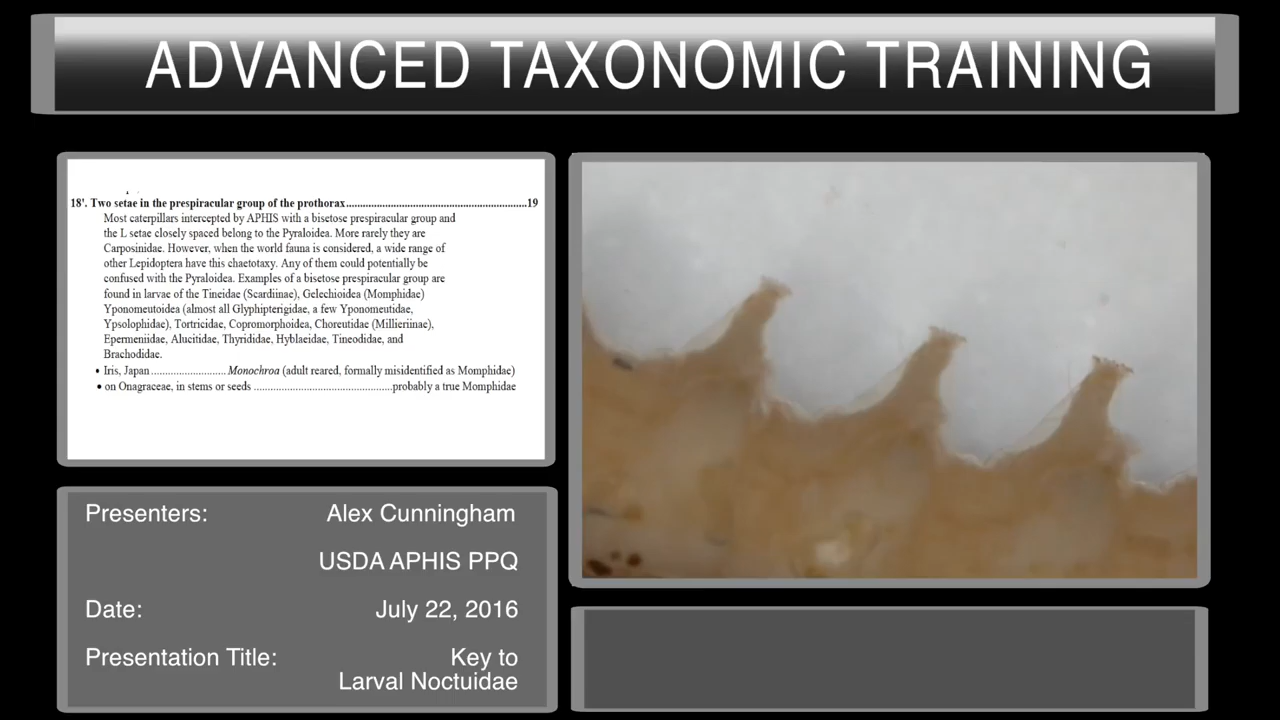 ADVANCED TAXONOMIC TRAINING
18'. Two setae in the prespiracular group of the prothorax..................................................................19
Most caterpillars intercepted by APHIS with a bisetose prespiracular group and
the L setae closely spaced belong to the Pyraloidea. More rarely they are
Carposinidae. However, when the world fauna is considered, a wide range of
other Lepidoptera have this chaetotaxy. Any of them could potentially be
confused with the Pyraloidea. Examples of a bisetose prespiracular group are
found in larvae of the Tineidae (Scardiinae), Gelechioidea (Momphidae)
Yponomeutoidea (almost all Glyphipterigidae, a few Yponomeutidae,
Ypsolophidae), Tortricidae, Copromorphoidea, Choreutidae (Millieriinae),
Epermeniidae, Alucitidae, Thyrididae, Hyblaeidae, Tineodidae, and
Brachodidae.
• Iris, Japan ...........................Monochroa (adult reared, formally misidentified as Momphidae)
• on Onagraceae, in stems or seeds .................................................probably a true Momphidae
Presenters: Alex Cunningham
USDA APHIS PPQ
Date: July 22, 2016
Presentation Title: Key to
Larval Noctuidae